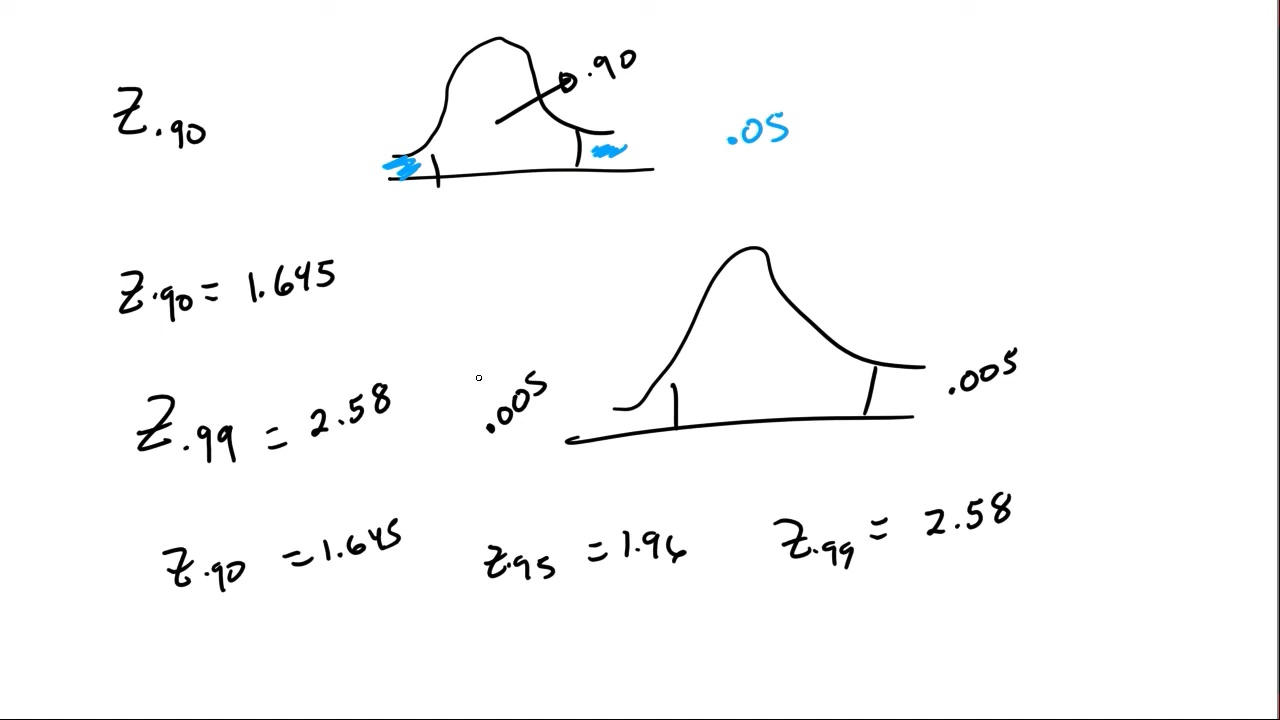 Z.90
0.90
.05
Z.90 = 1.645
Z.99 = 2.58
.005
.005
Z.90 = 1.645
Z.95 = 1.96
Z.99 = 2.58